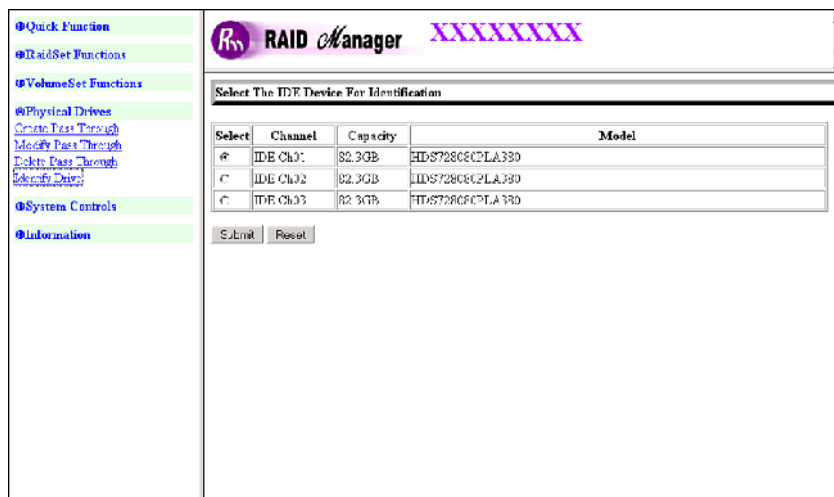 Quick Function
RaidSet Functions
VolumeSet Functions
Physical Drives
Create Pass Through
Modify Pass Through
Delete Pass Through
Identify Drive
System Controls
Information
Rm RAID Manager XXXXXXXX
Select The IDE Device For Identification
Select Channel Capacity Model
IDE Ch01 82.3GB HDS728080PLA380
IDE Ch02 82.3GB HDS728080PLA380
IDE Ch03 82.3GB HDS728080PLA380
Submit Reset